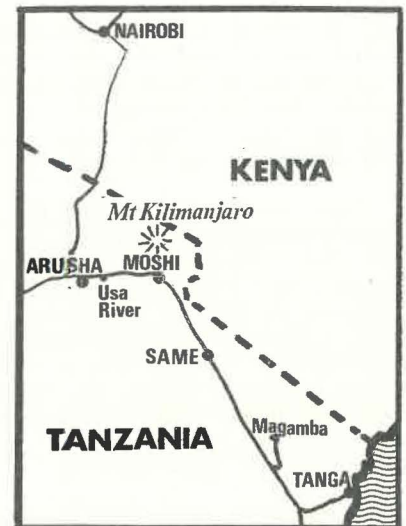 NAIROBI
KENYA
Mt Kilimanjaro
ARUSHA MOSHI
Usa
River
SAME
Magamba
TANZANIA
TANGA